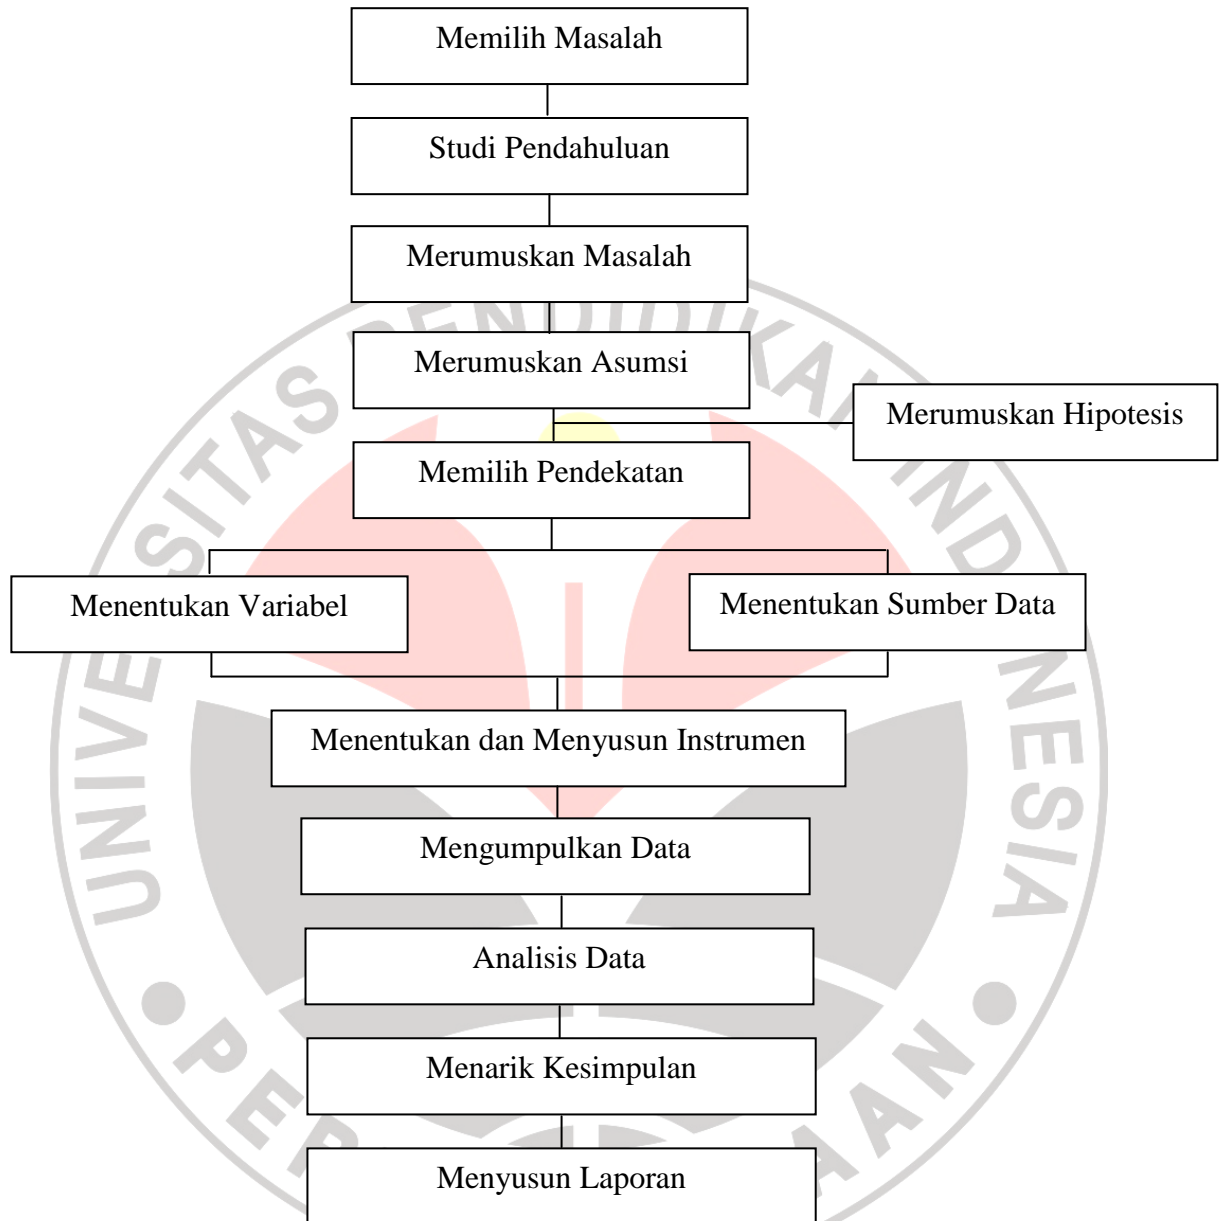 Memilih Masalah
Studi Pendahuluan
Merumuskan Masalah
Merumuskan Asumsi
Merumuskan Hipotesis
Memilih Pendekatan
Menentukan Variabel
Menentukan Sumber Data
Menentukan dan Menyusun Instrumen
Mengumpulkan Data
Analisis Data
Menarik Kesimpulan
Menyusun Laporan